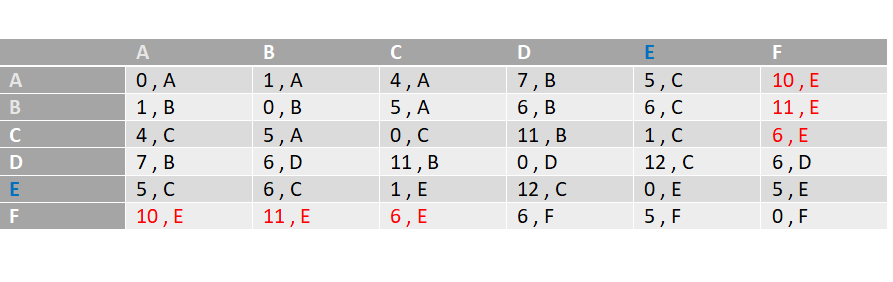 A B C D E F
A 0 , A 1 , A 4 , A 7 , B 5 , C 10 , E
B 1 , B 0 , B 5 , A 6 , B 6 , C 11 , E
C 4 , C 5 , A 0 , C 11 , B 1 , C 6 , E
D 7 , B 6 , D 11 , B 0 , D 12 , C 6 , D
E 5 , C 6 , C 1 , E 12 , C 0 , E 5 , E
F 10 , E 11 , E 6 , E 6 , F 5 , F 0 , F